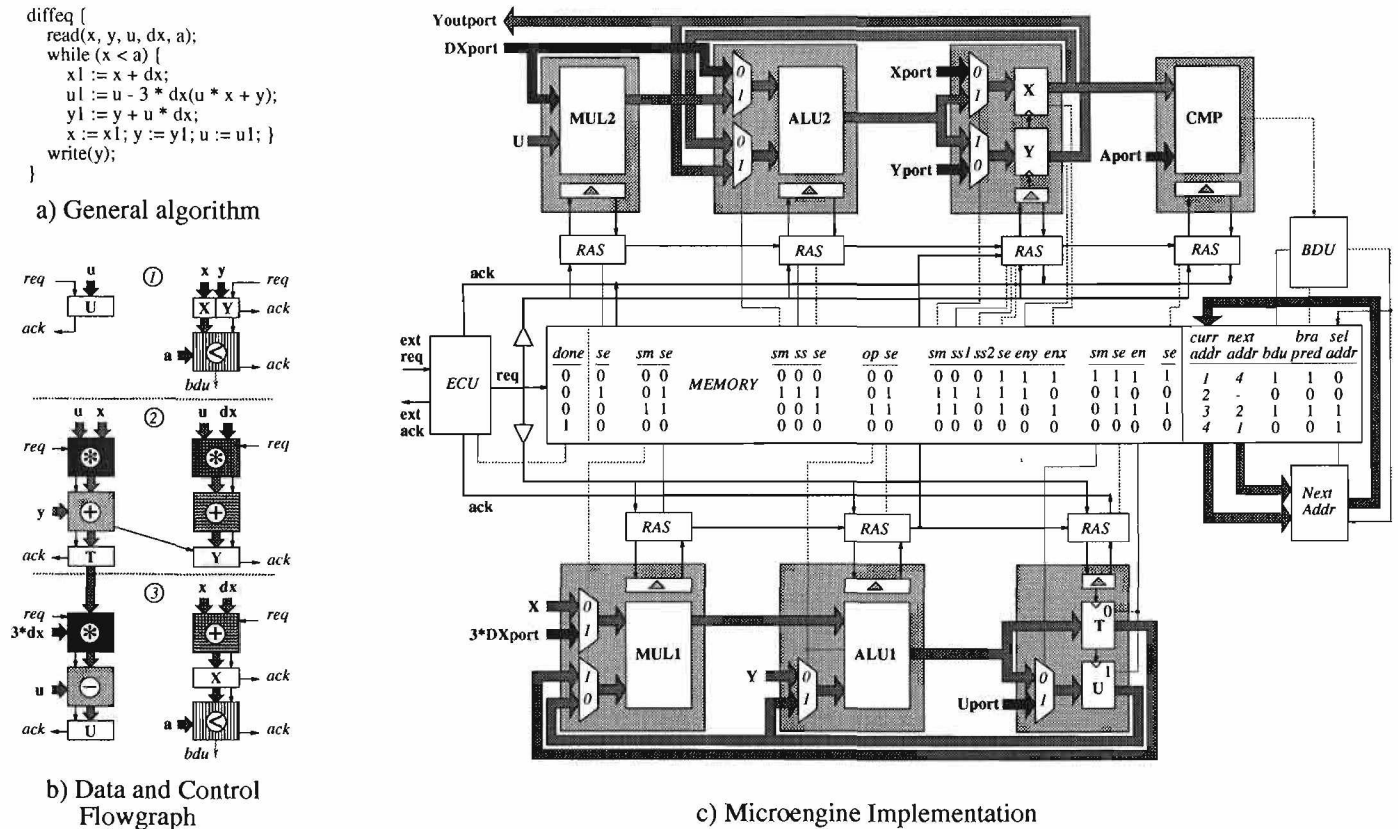 diffeq {
read(x, y, u, dx, a);
while (x < a) {
x1 := x + dx;
u1 := u - 3 * dx(u * x + y);
y1 := y + u * dx;
x := x1; y := y1; u := u1; }
write(y);
}
a) General algorithm
req u 1 x y req
U X Y ack
ack
a < ack
bdu
u x 2 u dx
req * * req
y + +
ack T Y ack
3 x dx
req req
3*dx * +
u - X ack
ack U a < ack
bdu
b) Data and Control
Flowgraph
Youtport
DXport
U MUL2
0
1
0
1
ALU2
Xport 0
1
X
1
0
Y
Yport
CMP
Aport
RAS RAS RAS RAS
BDU
ack
ext
req
ECU
req
ext
ack
done se sm se sm ss se op se sm ss1 ss2 se eny enx sm se en se
0 0 0 0 0 0 0 0 0 0 0 0 1 1 1 0 0 0 1
0 1 0 1 1 1 1 0 1 1 1 1 1 1 0 0 1 0 0
0 0 1 1 0 0 1 1 1 0 0 0 1 0 1 0 1 1 1
1 0 0 0 0 0 0 0 0 0 0 0 0 0 0 1 1 1 0
MEMORY
curr addr next addr bdu bra pred sel addr
1 4 1 1 0
2 - 0 0 0
3 2 1 1 1
4 1 0 0 1
Next
Addr
ack
RAS RAS RAS
X 0
3*DXport 1
1
0
MUL1
Y 0
1
ALU1
T 0
U 1
Uport
0
1
c) Microengine Implementation